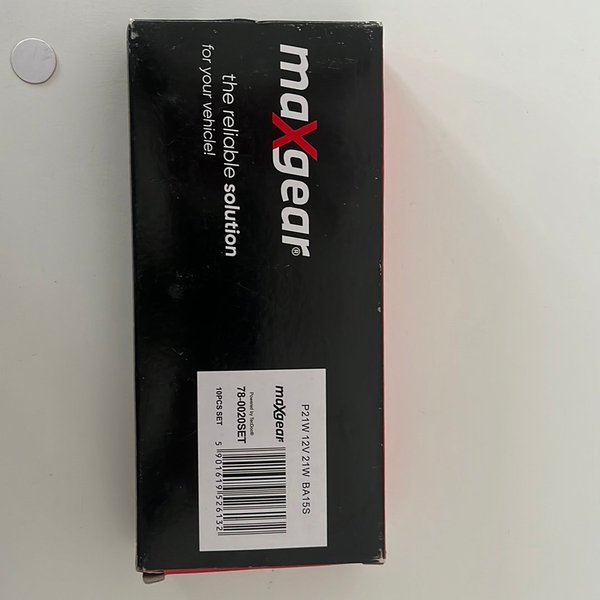 maXgear®
the reliable solution
for your vehicle!
P21W 12V 21W BA15S
maXgear
Powered by TecDoc®
78-0020SET
10PCS SET
5 901619 526132